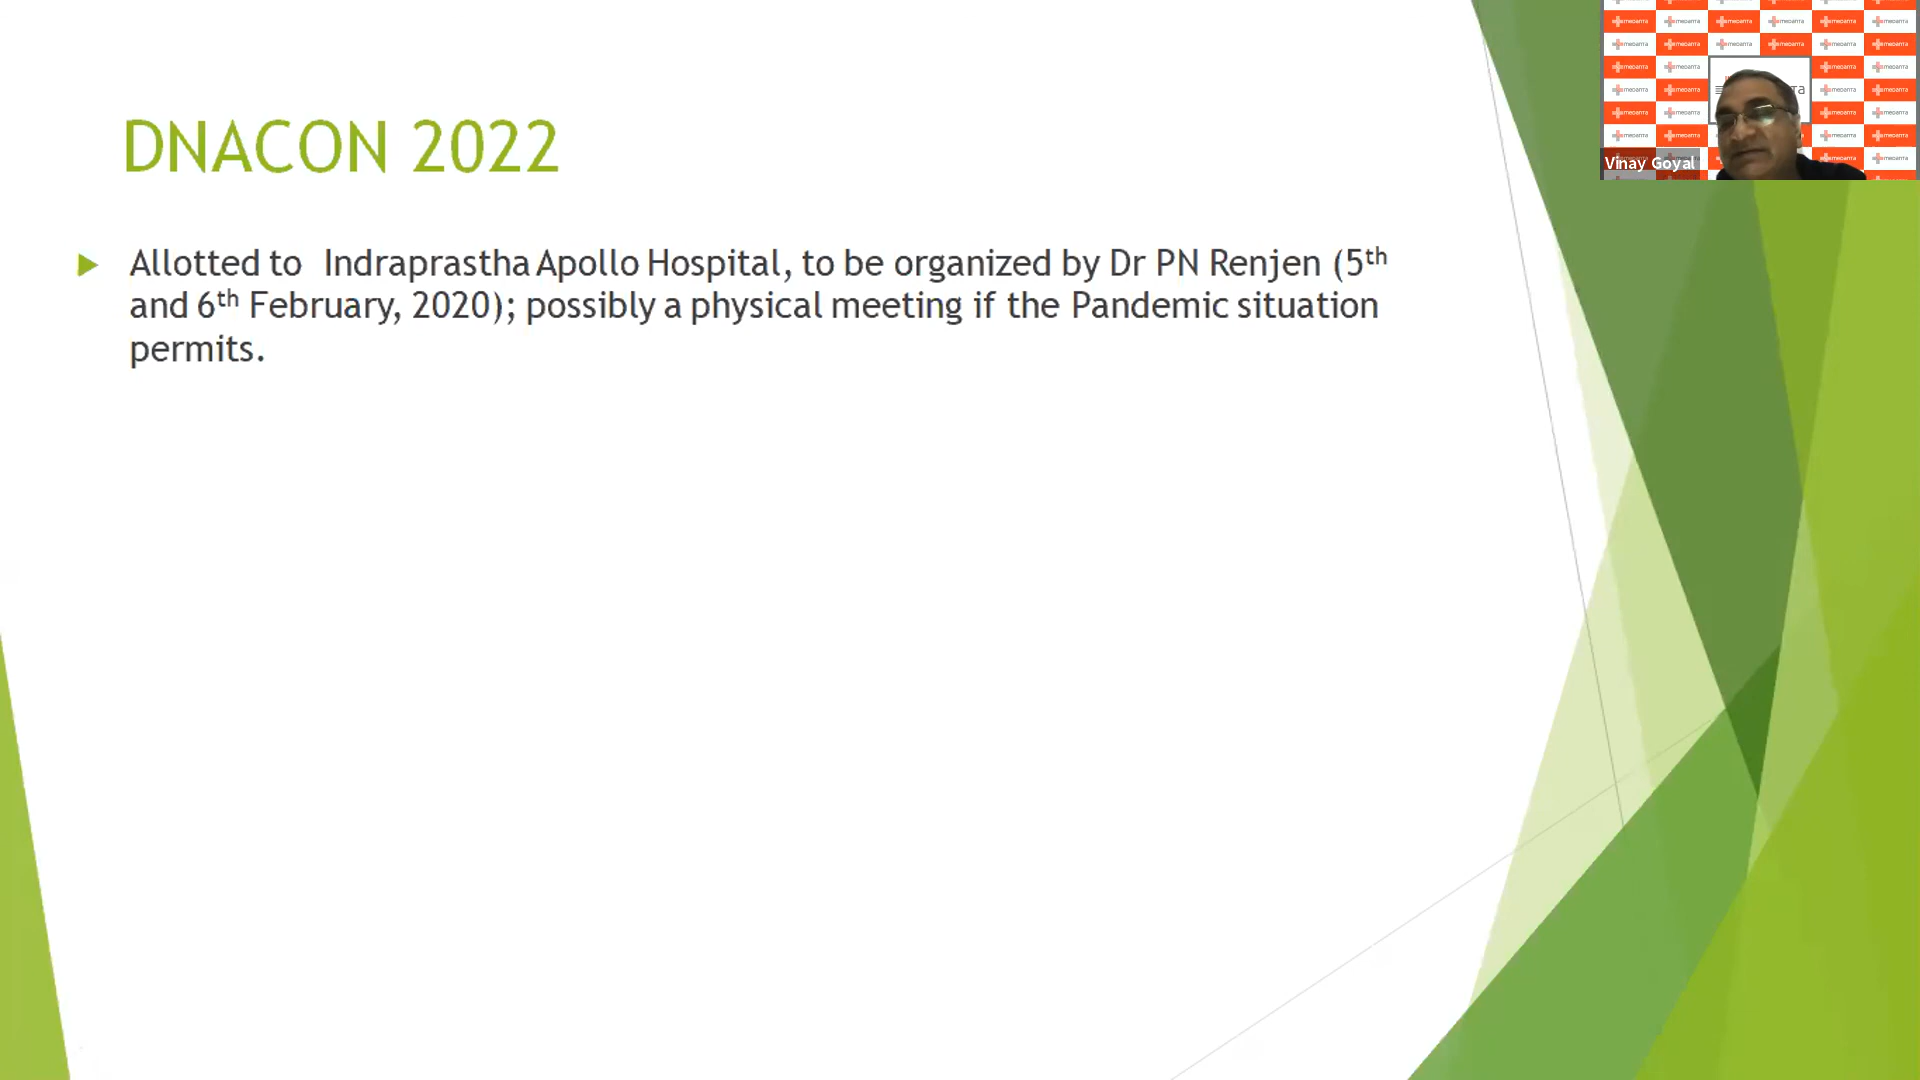 DNACON 2022
Allotted to Indraprastha Apollo Hospital, to be organized by Dr PN Renjen (5th
and 6th February, 2020); possibly a physical meeting if the Pandemic situation
permits.
Vinay Goyal